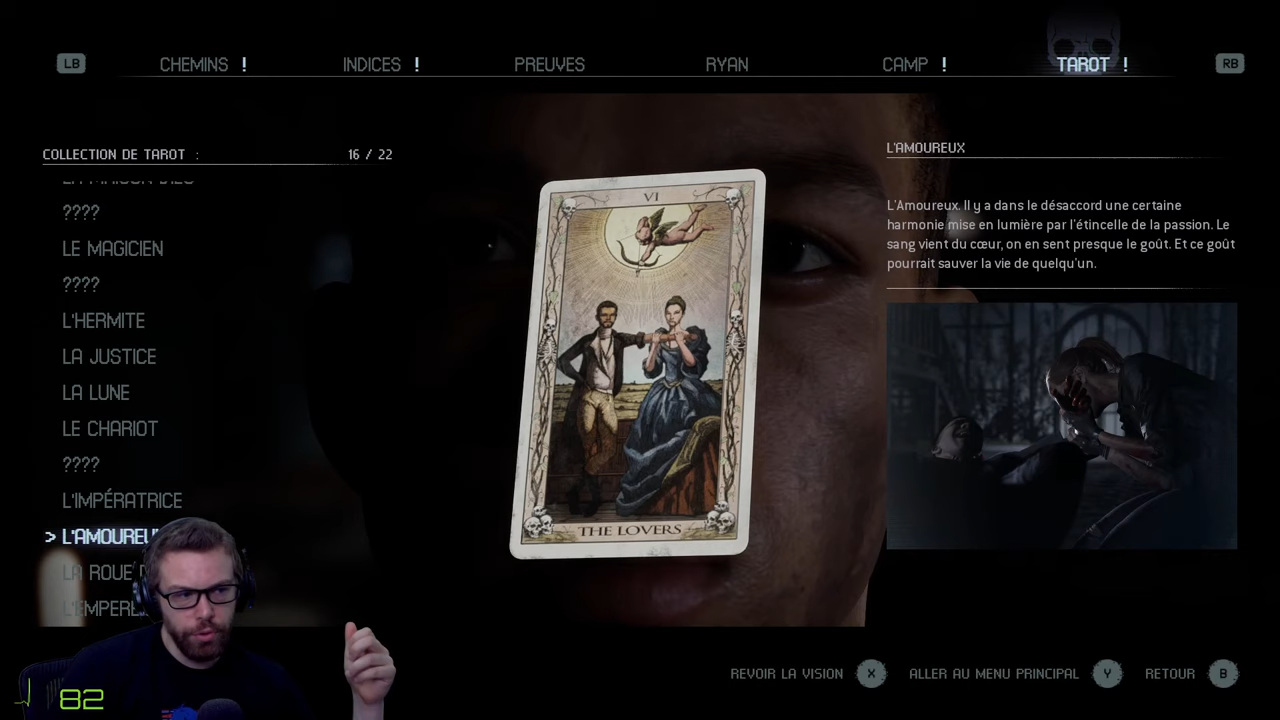 LB
CHEMINS !
INDICES !
PREUVES
RYAN
CAMP !
TAROT !
RB
COLLECTION DE TAROT : 16 / 22
????
LE MAGICIEN
????
L'HERMITE
LA JUSTICE
LA LUNE
LE CHARIOT
????
L'IMPÉRATRICE
> L'AMOUREU
LA ROUE
L'EMPER
VI
THE LOVERS
L'AMOUREUX
L'Amoureux. Il y a dans le désaccord une certaine
harmonie mise en lumière par l'étincelle de la passion. Le
sang vient du cœur, on en sent presque le goût. Et ce goût
pourrait sauver la vie de quelqu'un.
REVOIR LA VISION X
ALLER AU MENU PRINCIPAL Y
RETOUR B
82